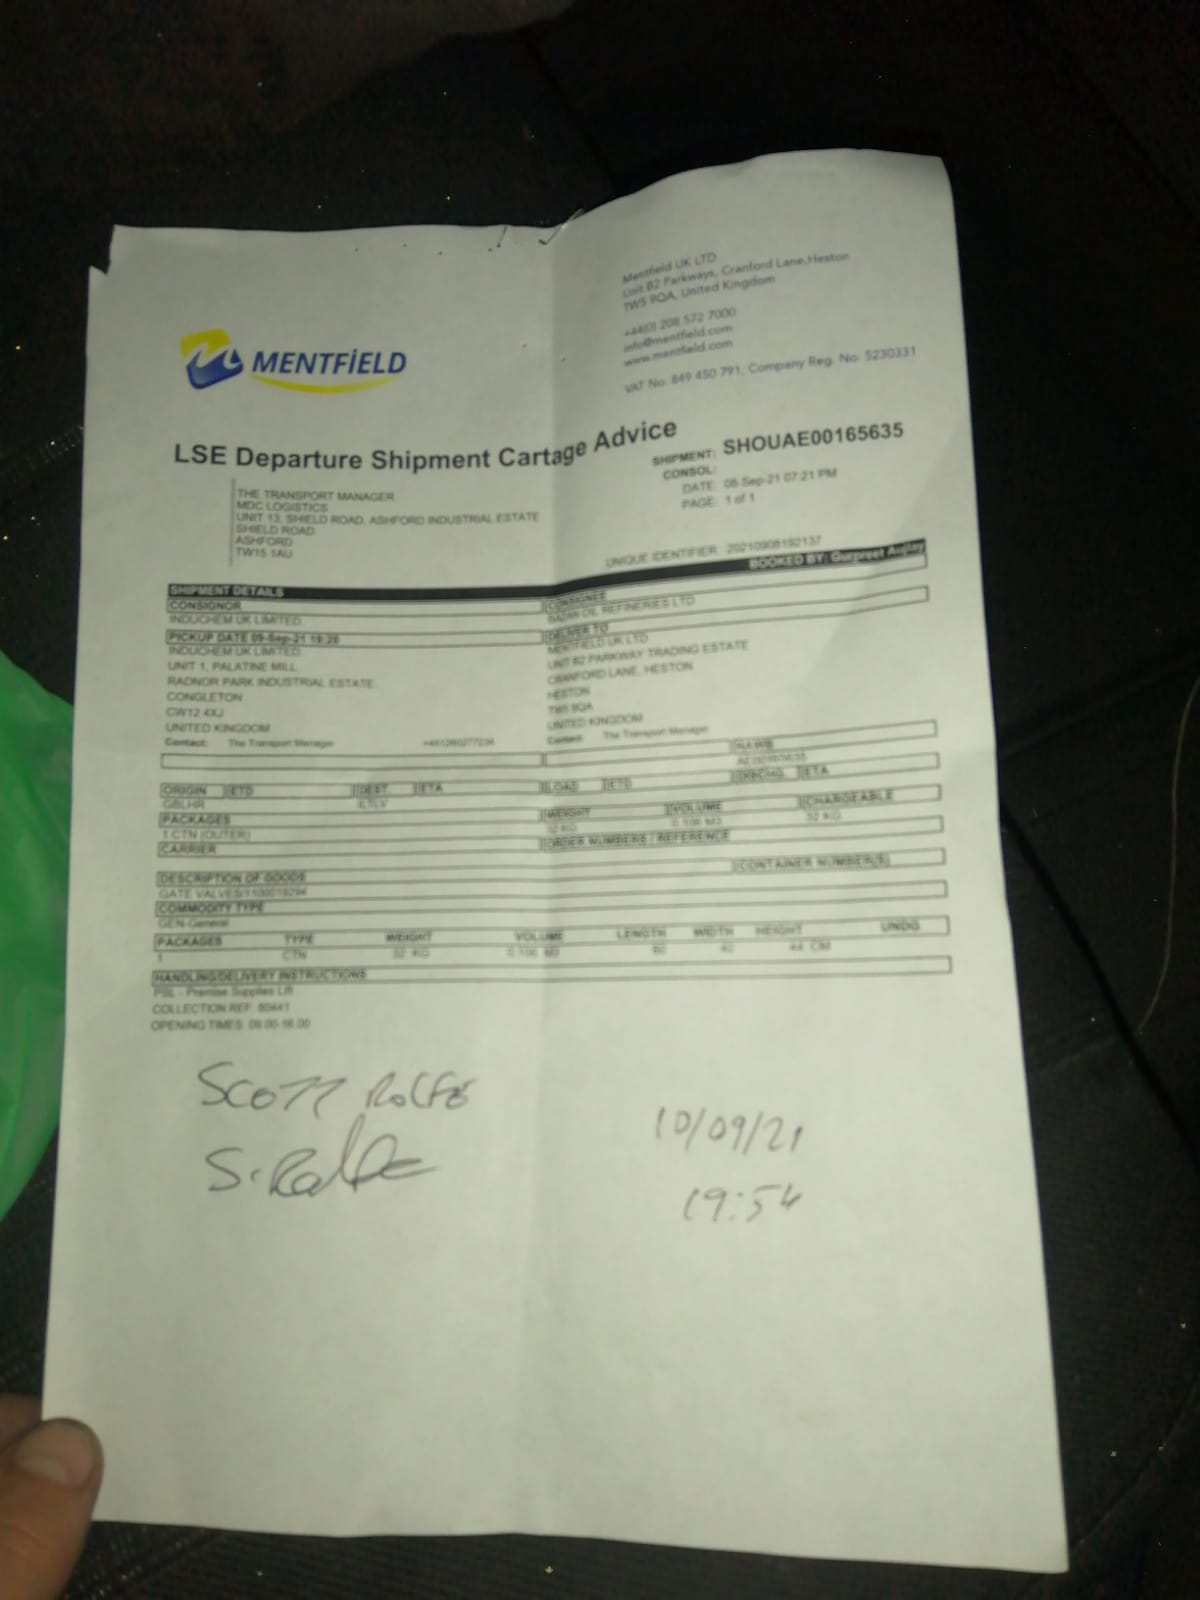 Mentfield UK LTD
Unit B2 Parkways, Cranford Lane, Heston
TW5 9QA, United Kingdom
+44(0) 208 572 7000
info@mentfield.com
www.mentfield.com
VAT No: 849 450 791, Company Reg. No: 5230331
MENTFiELD
LSE Departure Shipment Cartage Advice
SHIPMENT: SHOUAE00165635
CONSOL:
DATE: 08-Sep-21 07:21 PM
PAGE: 1 of 1
THE TRANSPORT MANAGER
MDC LOGISTICS
UNIT 13, SHIELD ROAD, ASHFORD INDUSTRIAL ESTATE
SHIELD ROAD
ASHFORD
TW15 1AU
UNIQUE IDENTIFIER: 20210908192137
BOOKED BY: Gurpreet Aujlay
SHIPMENT DETAILS
CONSIGNOR CONSIGNEE
INDUCHEM UK LIMITED BAZAN OIL REFINERIES LTD
PICKUP DATE 09-Sep-21 19:20 DELIVER TO
INDUCHEM UK LIMITED MENTFIELD UK LTD
UNIT 1, PALATINE MILL UNIT B2 PARKWAY TRADING ESTATE
RADNOR PARK INDUSTRIAL ESTATE CRANFORD LANE, HESTON
CONGLETON HESTON
CW12 4XJ TW5 9QA
UNITED KINGDOM UNITED KINGDOM
Contact: The Transport Manager +441260277234 Contact: The Transport Manager
HAWB
ORIGIN ETD DEST ETA LOAD ETD DISCHG. ETA
GBLHR ILTLV
PACKAGES WEIGHT VOLUME CHARGEABLE
1 CTN (OUTER) 32 KG 0.106 M3 32 KG
CARRIER ORDER NUMBERS / REFERENCE
CONTAINER NUMBER(S)
DESCRIPTION OF GOODS
GATE VALVES/
COMMODITY TYPE
GEN-General
PACKAGES TYPE WEIGHT VOLUME LENGTH WIDTH HEIGHT UNDG
1 CTN 32 KG 0.106 M3 60 40 44 CM
HANDLING/DELIVERY INSTRUCTIONS
PSL - Premise Supplies Lift
COLLECTION REF: 80441
OPENING TIMES: 09:00-16:00
SCOTT ROLFE
S. Rolfe
10/09/21
19:54